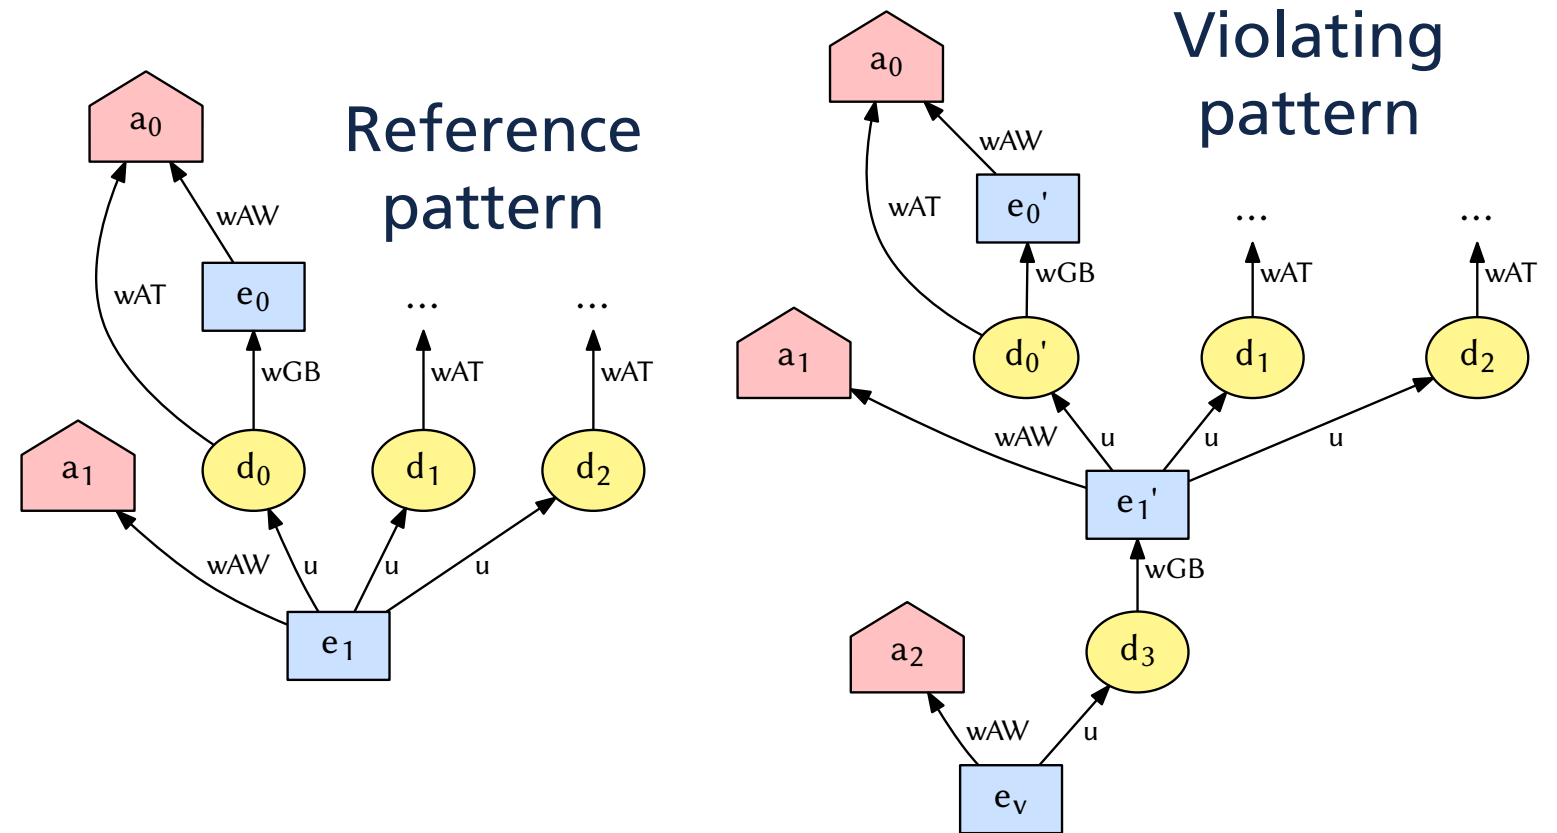 Reference
pattern
a0
wAW
wAT
e0
...
...
wGB
wAT
wAT
a1
d0
d1
d2
wAW
u
u
u
e1
Violating
pattern
a0
wAW
wAT
e0'
...
...
wGB
wAT
wAT
a1
d0'
d1
d2
wAW
u
u
u
e1'
wGB
a2
d3
wAW
u
ev